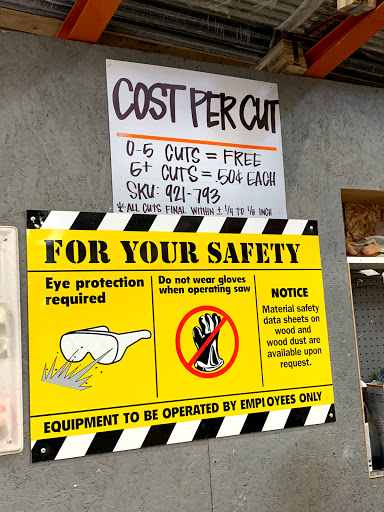 COST PER CUT
0-5 CUTS = FREE
5+ CUTS = 50¢ EACH
SKU: 921-793
* ALL CUTS FINAL WITHIN ± 1/4 TO 1/8 INCH
FOR YOUR SAFETY
Eye protection
required
Do not wear gloves
when operating saw
NOTICE
Material safety
data sheets on
wood and
wood dust are
available upon
request.
EQUIPMENT TO BE OPERATED BY EMPLOYEES ONLY